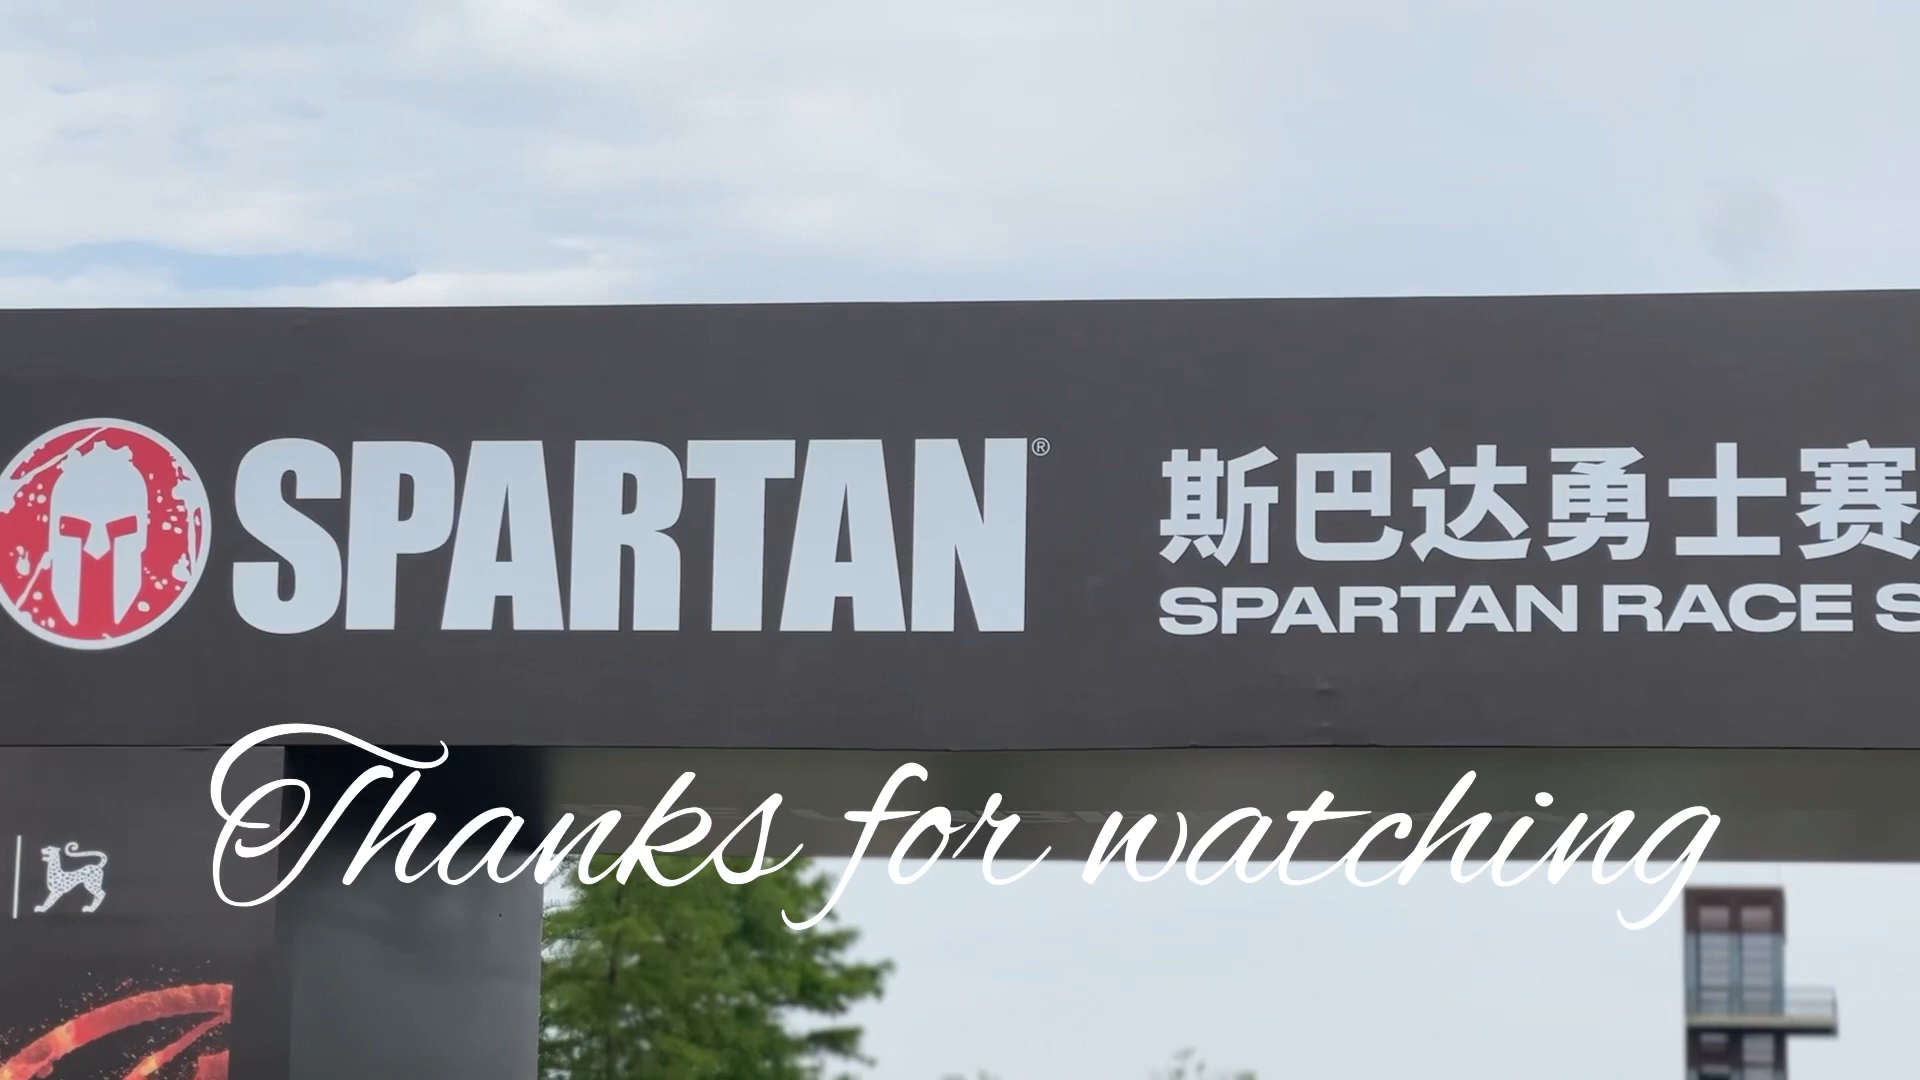 SPARTAN®
斯巴达勇士赛
SPARTAN RACE S
Thanks for watching